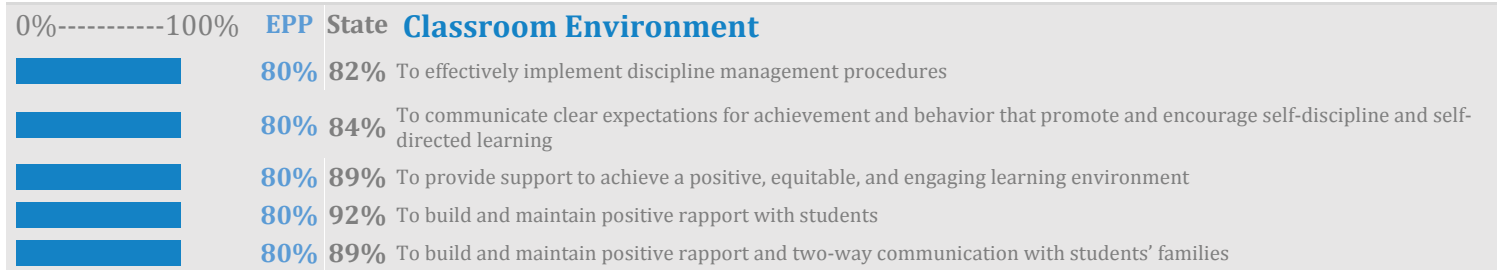 0%-----------100% EPP State Classroom Environment
80% 82% To effectively implement discipline management procedures
80% 84% To communicate clear expectations for achievement and behavior that promote and encourage self-discipline and self-
directed learning
80% 89% To provide support to achieve a positive, equitable, and engaging learning environment
80% 92% To build and maintain positive rapport with students
80% 89% To build and maintain positive rapport and two-way communication with students’ families